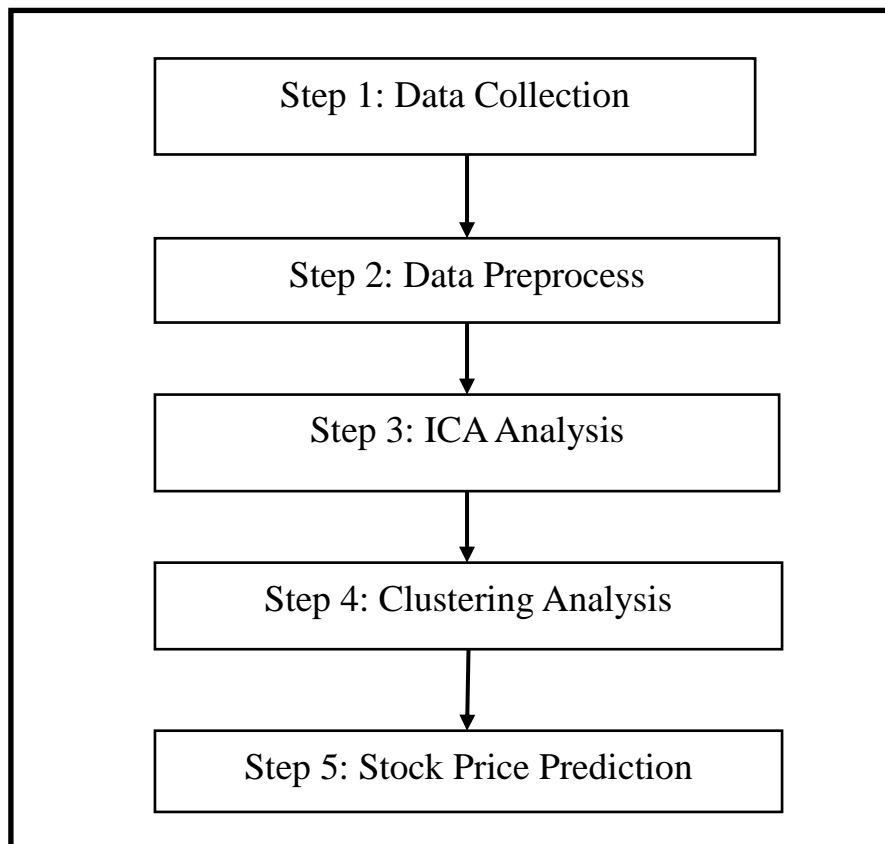 Step 1: Data Collection
Step 2: Data Preprocess
Step 3: ICA Analysis
Step 4: Clustering Analysis
Step 5: Stock Price Prediction